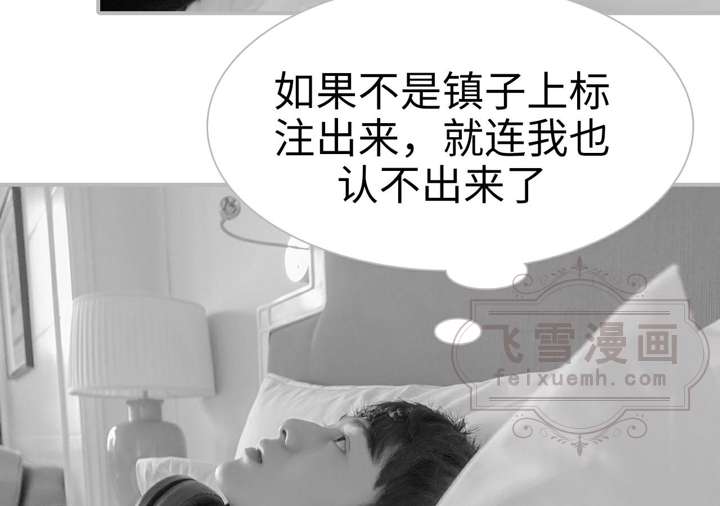 如果不是镇子上标
注出来，就连我也
认不出来了
飞雪漫画
feixuemh.com